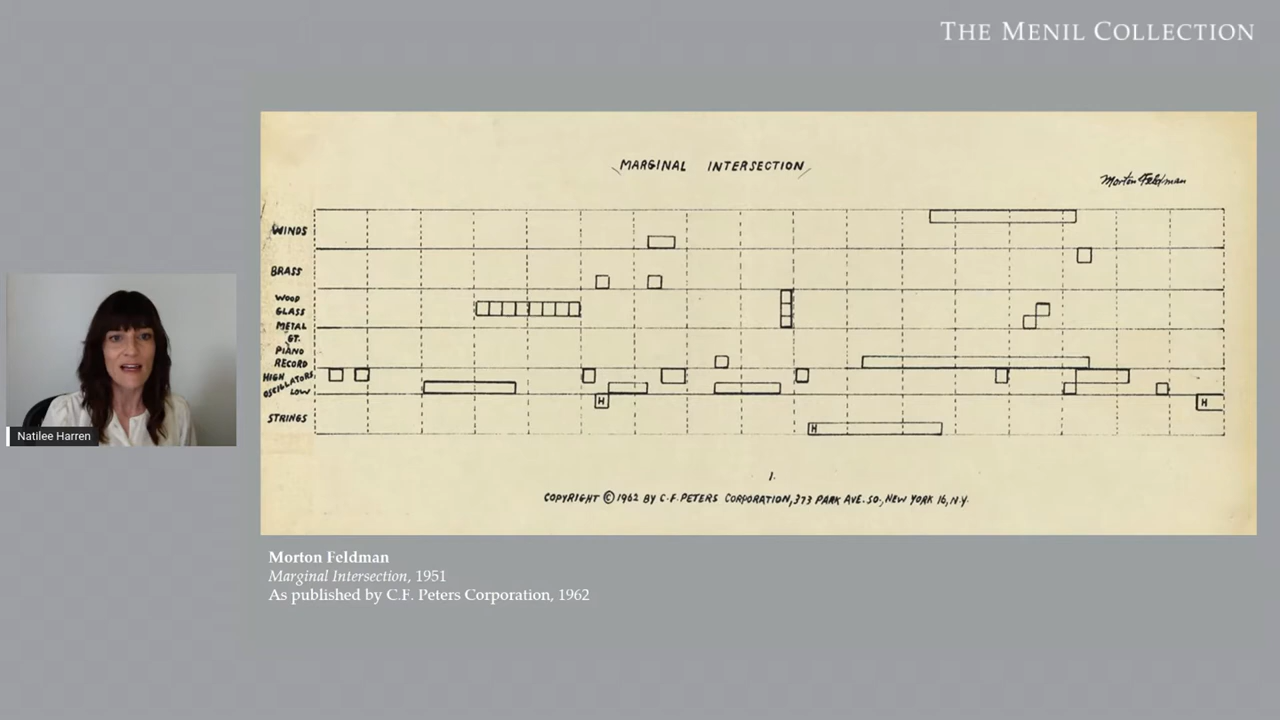 THE MENIL COLLECTION
MARGINAL INTERSECTION
Morton Feldman
WINDS
BRASS
WOOD
GLASS
METAL
GT.
PIANO
RECORD
HIGH
OSCILLATORS
LOW
STRINGS
H
H
H
1.
COPYRIGHT © 1962 BY C.F. PETERS CORPORATION, 373 PARK AVE. SO., NEW YORK 16, N.Y.
Natilee Harren
Morton Feldman
Marginal Intersection, 1951
As published by C.F. Peters Corporation, 1962